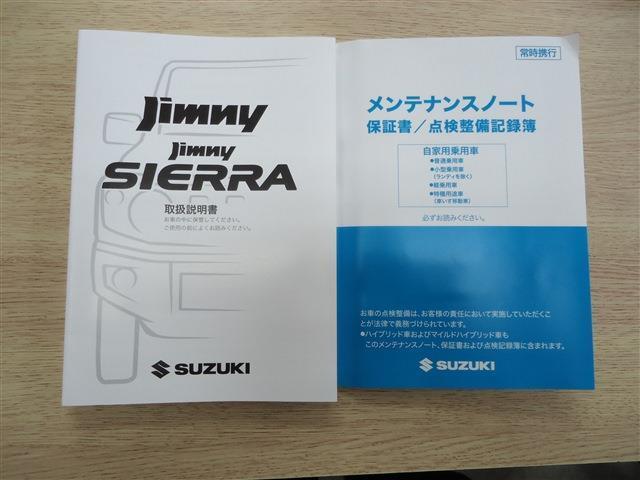 Jimny
Jimny
SIERRA
取扱説明書
お車の中に保管してください。
ご使用の前によくお読みください。
SUZUKI
常時携行
メンテナンスノート
保証書／点検整備記録簿
自家用乗用車
●普通乗用車
●小型乗用車
(ランディを除く)
●軽乗用車
●特種用途車
(車いす移動車)
必ずお読みください。
お車の点検整備は、お客様の責任において実施していただくこ
とが法律で義務づけられています。
●ハイブリッド車およびマイルドハイブリッド車も
このメンテナンスノート、保証書および点検記録簿に含まれます。
SUZUKI